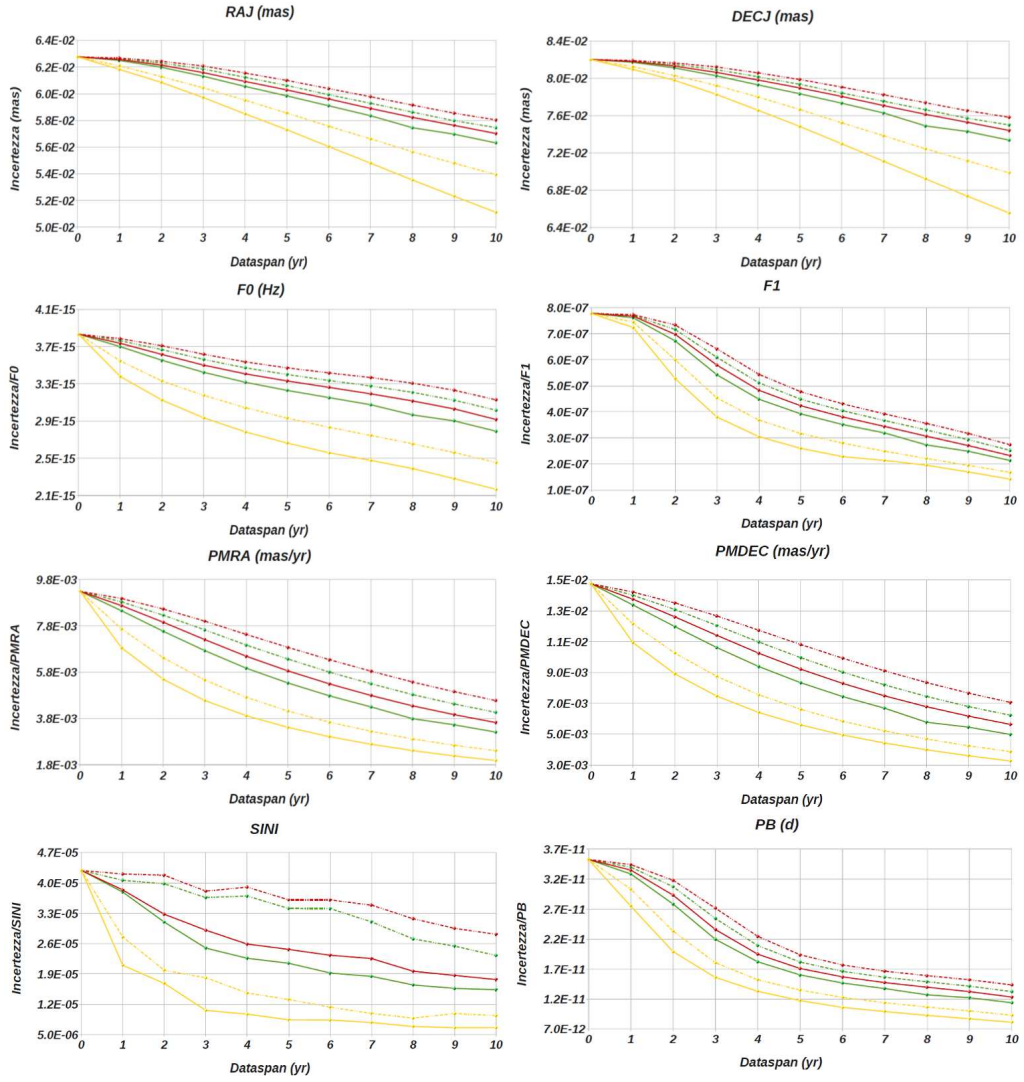 RAJ (mas)
Incertezza (mas)
6.4E-02
6.2E-02
6.0E-02
5.8E-02
5.6E-02
5.4E-02
5.2E-02
5.0E-02
0 1 2 3 4 5 6 7 8 9 10
Dataspan (yr)
DECJ (mas)
Incertezza (mas)
8.4E-02
8.0E-02
7.6E-02
7.2E-02
6.8E-02
6.4E-02
0 1 2 3 4 5 6 7 8 9 10
Dataspan (yr)
F0 (Hz)
Incertezza/F0
4.1E-15
3.7E-15
3.3E-15
2.9E-15
2.5E-15
2.1E-15
0 1 2 3 4 5 6 7 8 9 10
Dataspan (yr)
F1
Incertezza/F1
8.0E-07
7.0E-07
6.0E-07
5.0E-07
4.0E-07
3.0E-07
2.0E-07
1.0E-07
0 1 2 3 4 5 6 7 8 9 10
Dataspan (yr)
PMRA (mas/yr)
Incertezza/PMRA
9.8E-03
7.8E-03
5.8E-03
3.8E-03
1.8E-03
0 1 2 3 4 5 6 7 8 9 10
Dataspan (yr)
PMDEC (mas/yr)
Incertezza/PMDEC
1.5E-02
1.3E-02
1.1E-02
9.0E-03
7.0E-03
5.0E-03
3.0E-03
0 1 2 3 4 5 6 7 8 9 10
Dataspan (yr)
SINI
Incertezza/SINI
4.7E-05
4.0E-05
3.3E-05
2.6E-05
1.9E-05
1.2E-05
5.0E-06
0 1 2 3 4 5 6 7 8 9 10
Dataspan (yr)
PB (d)
Incertezza/PB
3.7E-11
3.2E-11
2.7E-11
2.2E-11
1.7E-11
1.2E-11
7.0E-12
0 1 2 3 4 5 6 7 8 9 10
Dataspan (yr)